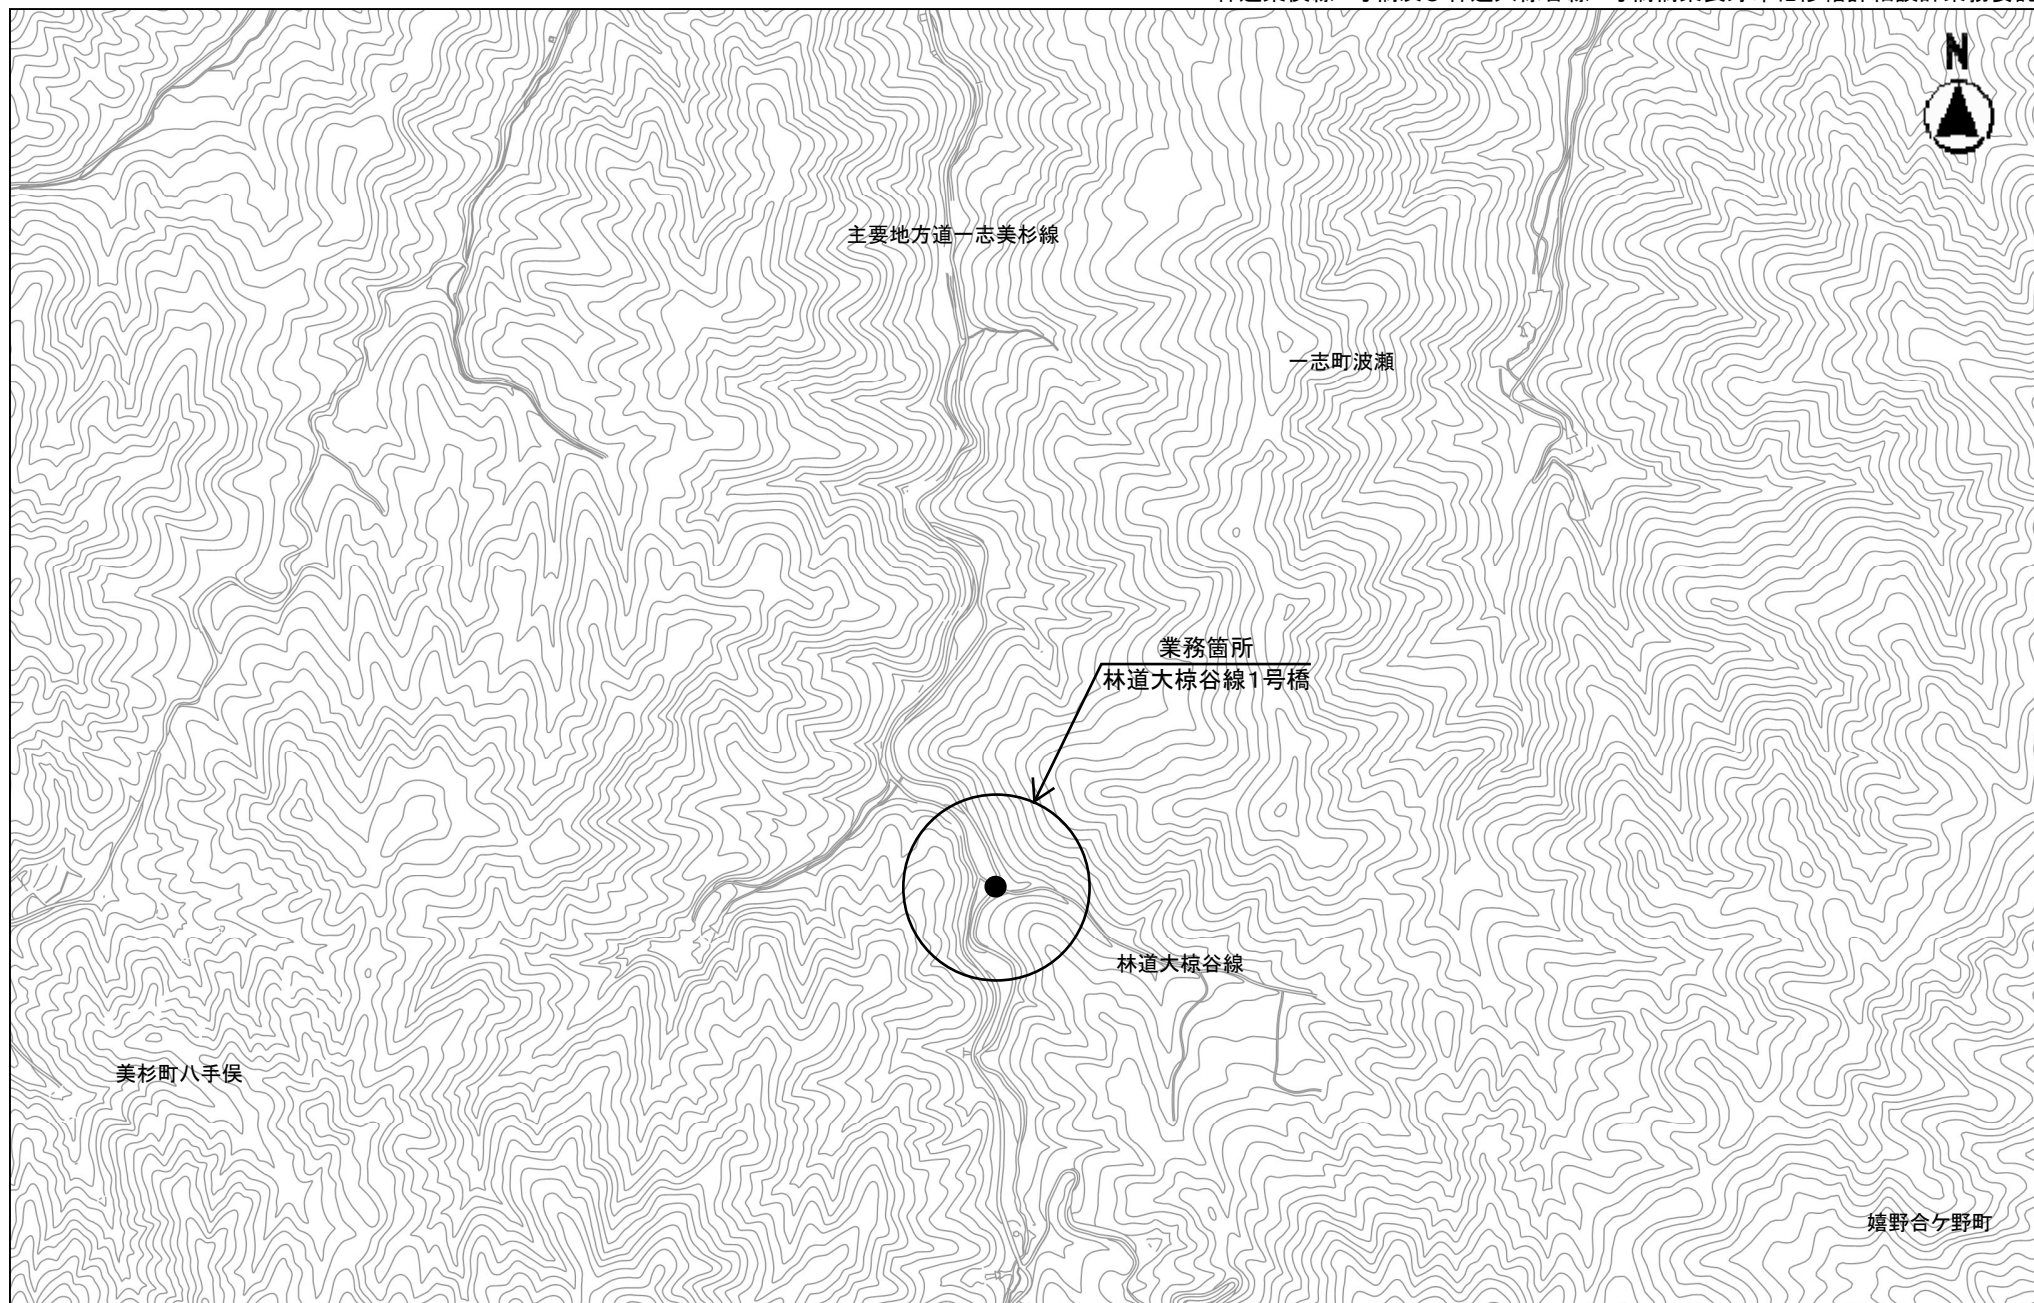 N
主要地方道一志美杉線
一志町波瀬
業務箇所
林道大椋谷線1号橋
林道大椋谷線
美杉町八手俣
嬉野合ケ野町